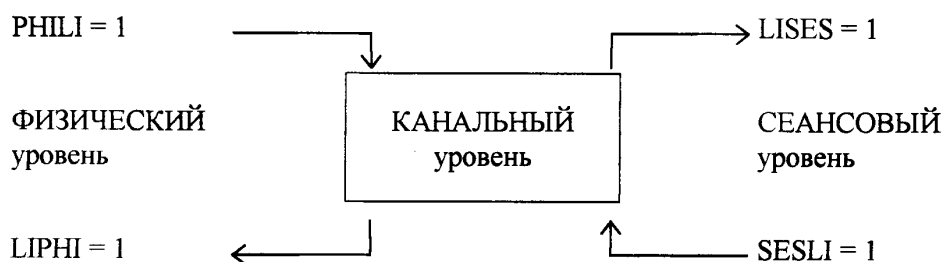 PHILI = 1
LISES = 1
ФИЗИЧЕСКИЙ
уровень
КАНАЛЬНЫЙ
уровень
СЕАНСОВЫЙ
уровень
LIPHI = 1
SESLI = 1